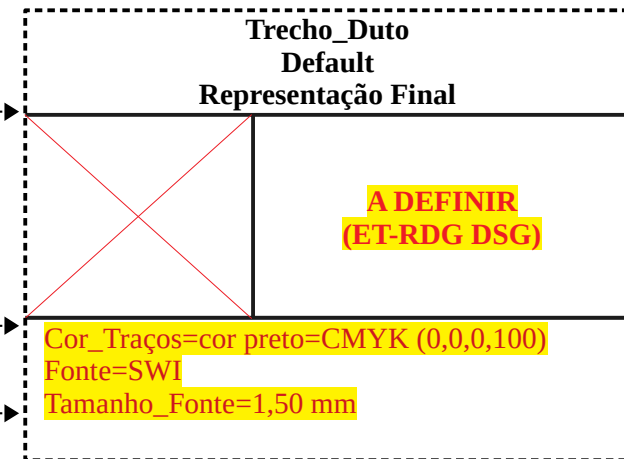 Trecho_Duto
Default
Representação Final
A DEFINIR
(ET-RDG DSG)
Cor_Traços=cor preto=CMYK (0,0,0,100)
Fonte=SWI
Tamanho_Fonte=1,50 mm